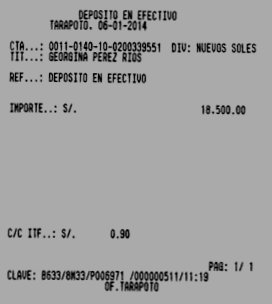 DEPOSITO EN EFECTIVO
TARAPOTO. 06-01-2014
CTA...: 0011-0140-10-0200339551 DIV: NUEVOS SOLES
TIT...: GEORGINA PEREZ RIOS
REF...: DEPOSITO EN EFECTIVO
IMPORTE..: S/. 18.500.00
C/C ITF..: S/. 0.90
PAG: 1/ 1
CLAVE: B633/8M33/P006971 /000000511/11:19
OF.TARAPOTO